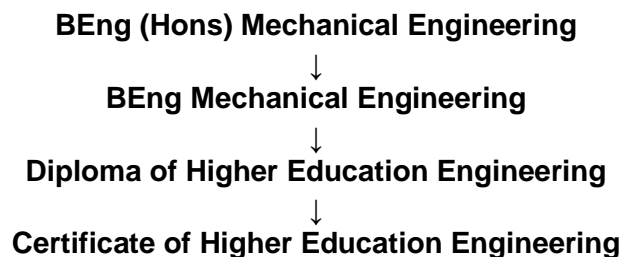 BEng (Hons) Mechanical Engineering
↓
BEng Mechanical Engineering
↓
Diploma of Higher Education Engineering
↓
Certificate of Higher Education Engineering